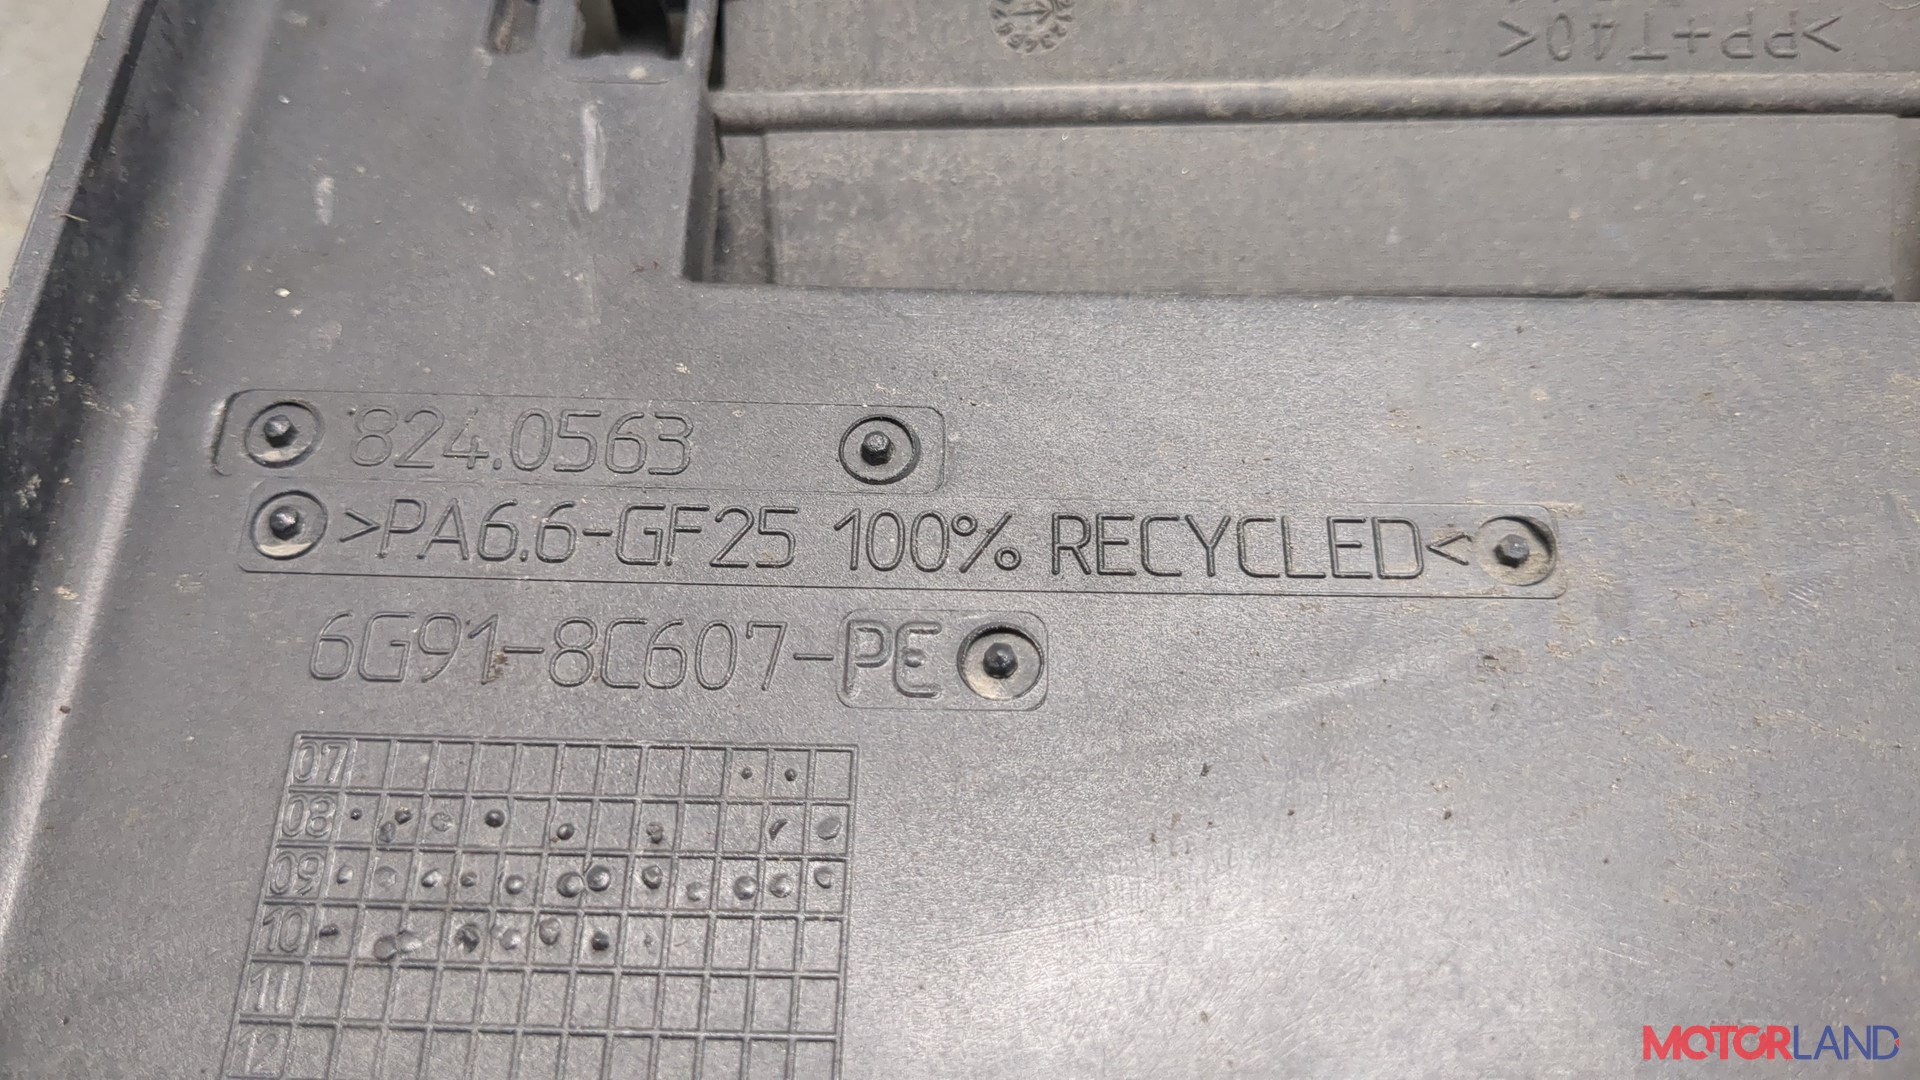 >PP+T40<
824.0563
>PA6.6-GF25 100% RECYCLED<
6G91-8C607-PE
07
08
09
10
11
12
MOTORLAND